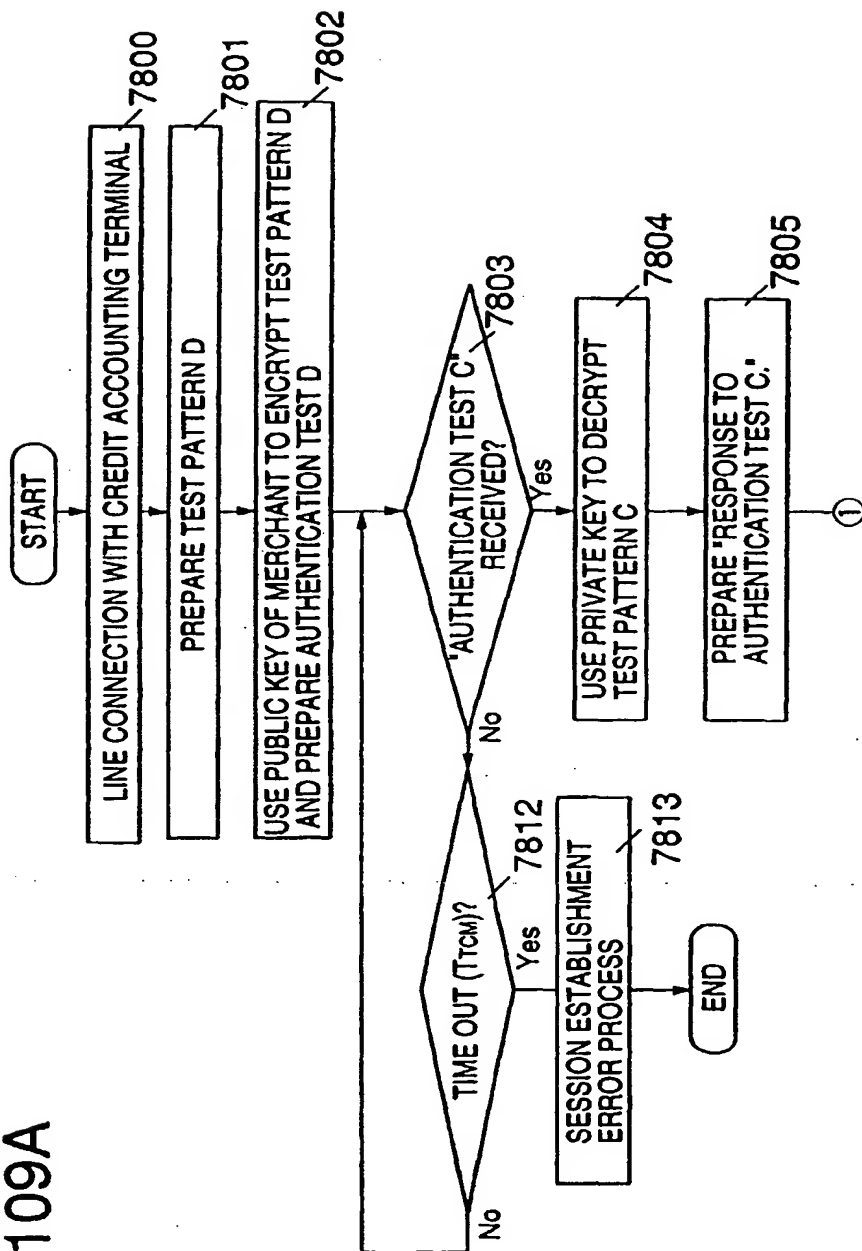 109A
START
LINE CONNECTION WITH CREDIT ACCOUNTING TERMINAL
7800
PREPARE TEST PATTERN D
7801
USE PUBLIC KEY OF MERCHANT TO ENCRYPT TEST PATTERN D
AND PREPARE AUTHENTICATION TEST D
7802
"AUTHENTICATION TEST C"
RECEIVED?
7803
Yes
No
USE PRIVATE KEY TO DECRYPT
TEST PATTERN C
7804
PREPARE "RESPONSE TO
AUTHENTICATION TEST C."
7805
1
TIME OUT (TTCM)?
7812
Yes
No
SESSION ESTABLISHMENT
ERROR PROCESS
7813
END